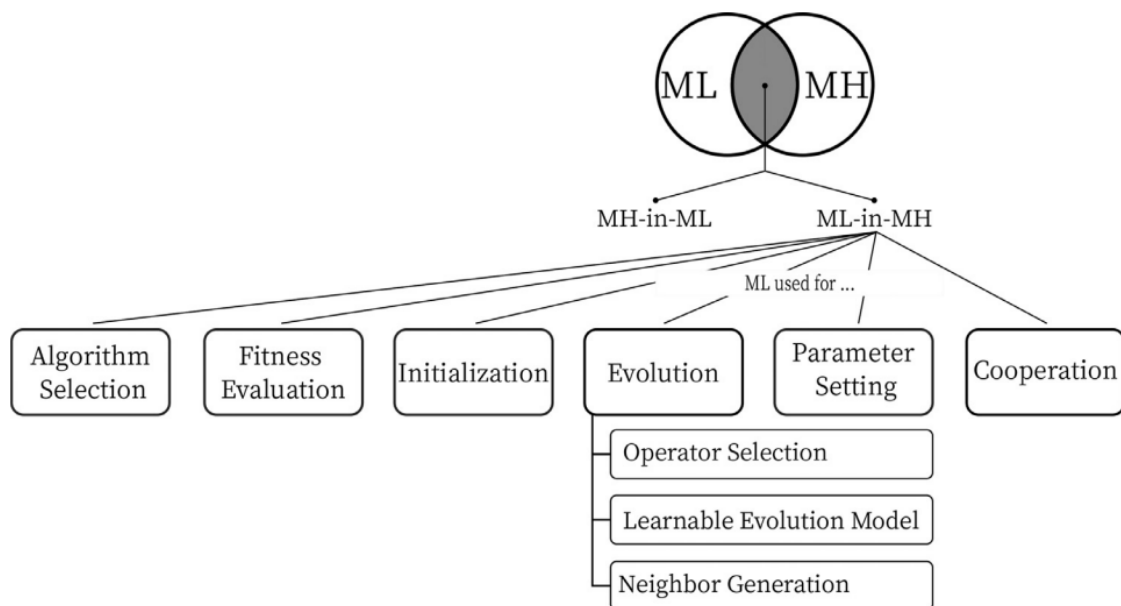 ML
MH
MH-in-ML
ML-in-MH
ML used for ...
Algorithm
Selection
Fitness
Evaluation
Initialization
Evolution
Parameter
Setting
Cooperation
Operator Selection
Learnable Evolution Model
Neighbor Generation